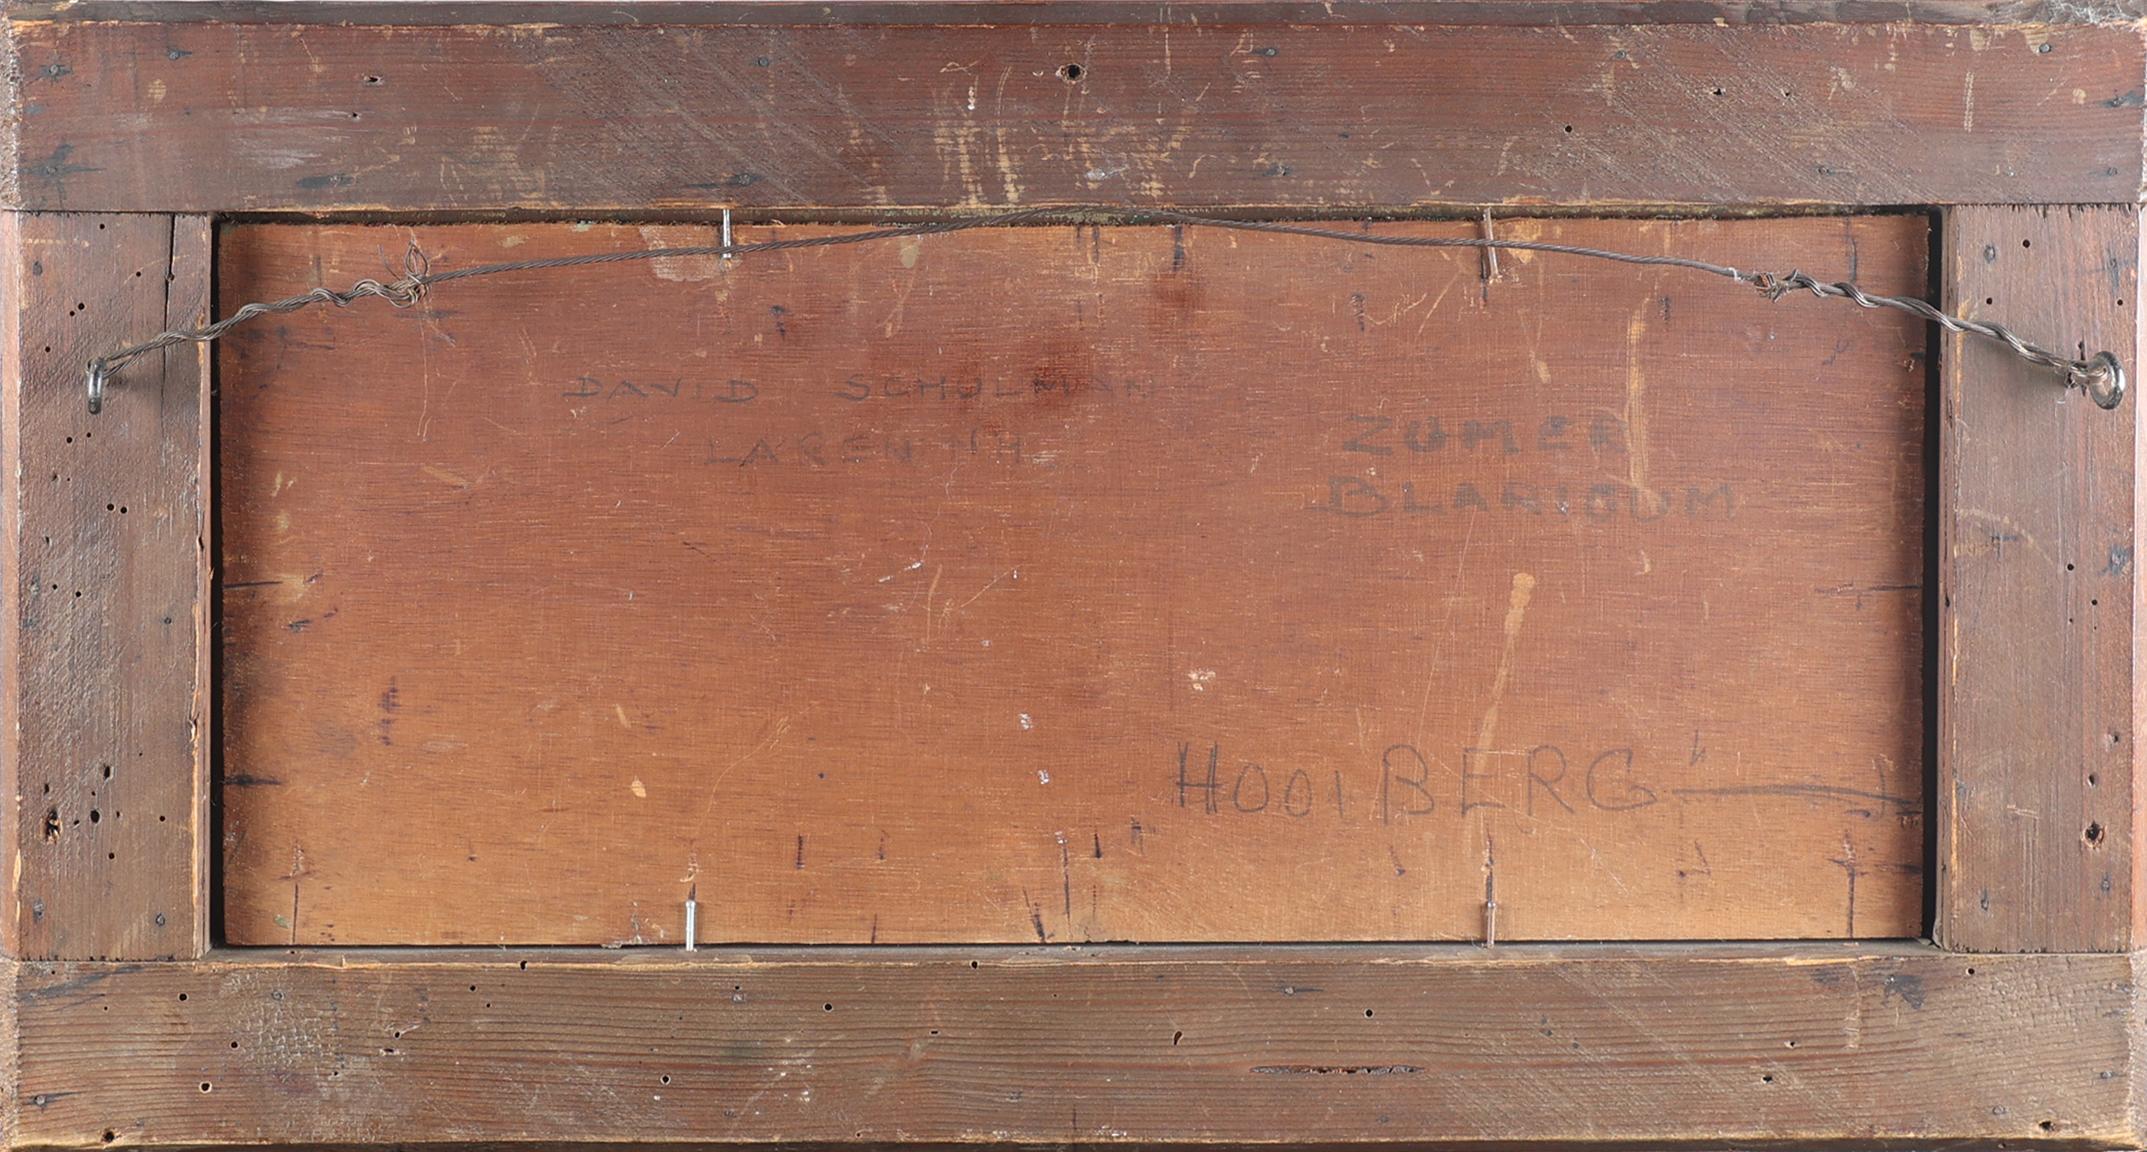 DAVID SCHULMAN
LAREN NH
ZOMER
BLARICUM
HOOIBERG